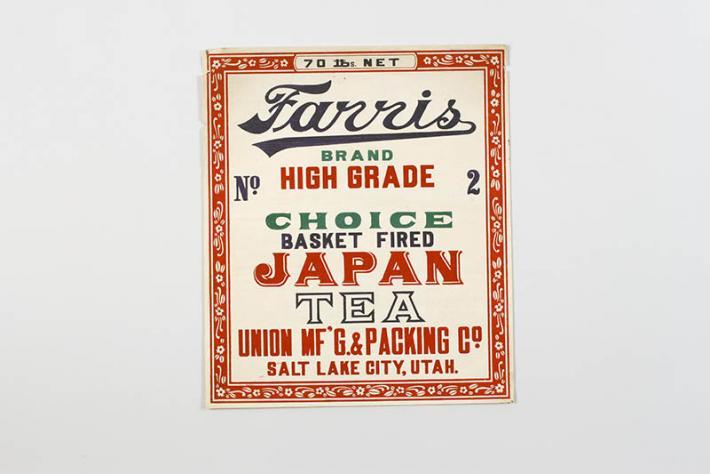 70 lbs. NET
Farris
BRAND
HIGH GRADE
Nº 2
CHOICE
BASKET FIRED
JAPAN
TEA
UNION MF'G. & PACKING Cº
SALT LAKE CITY, UTAH.